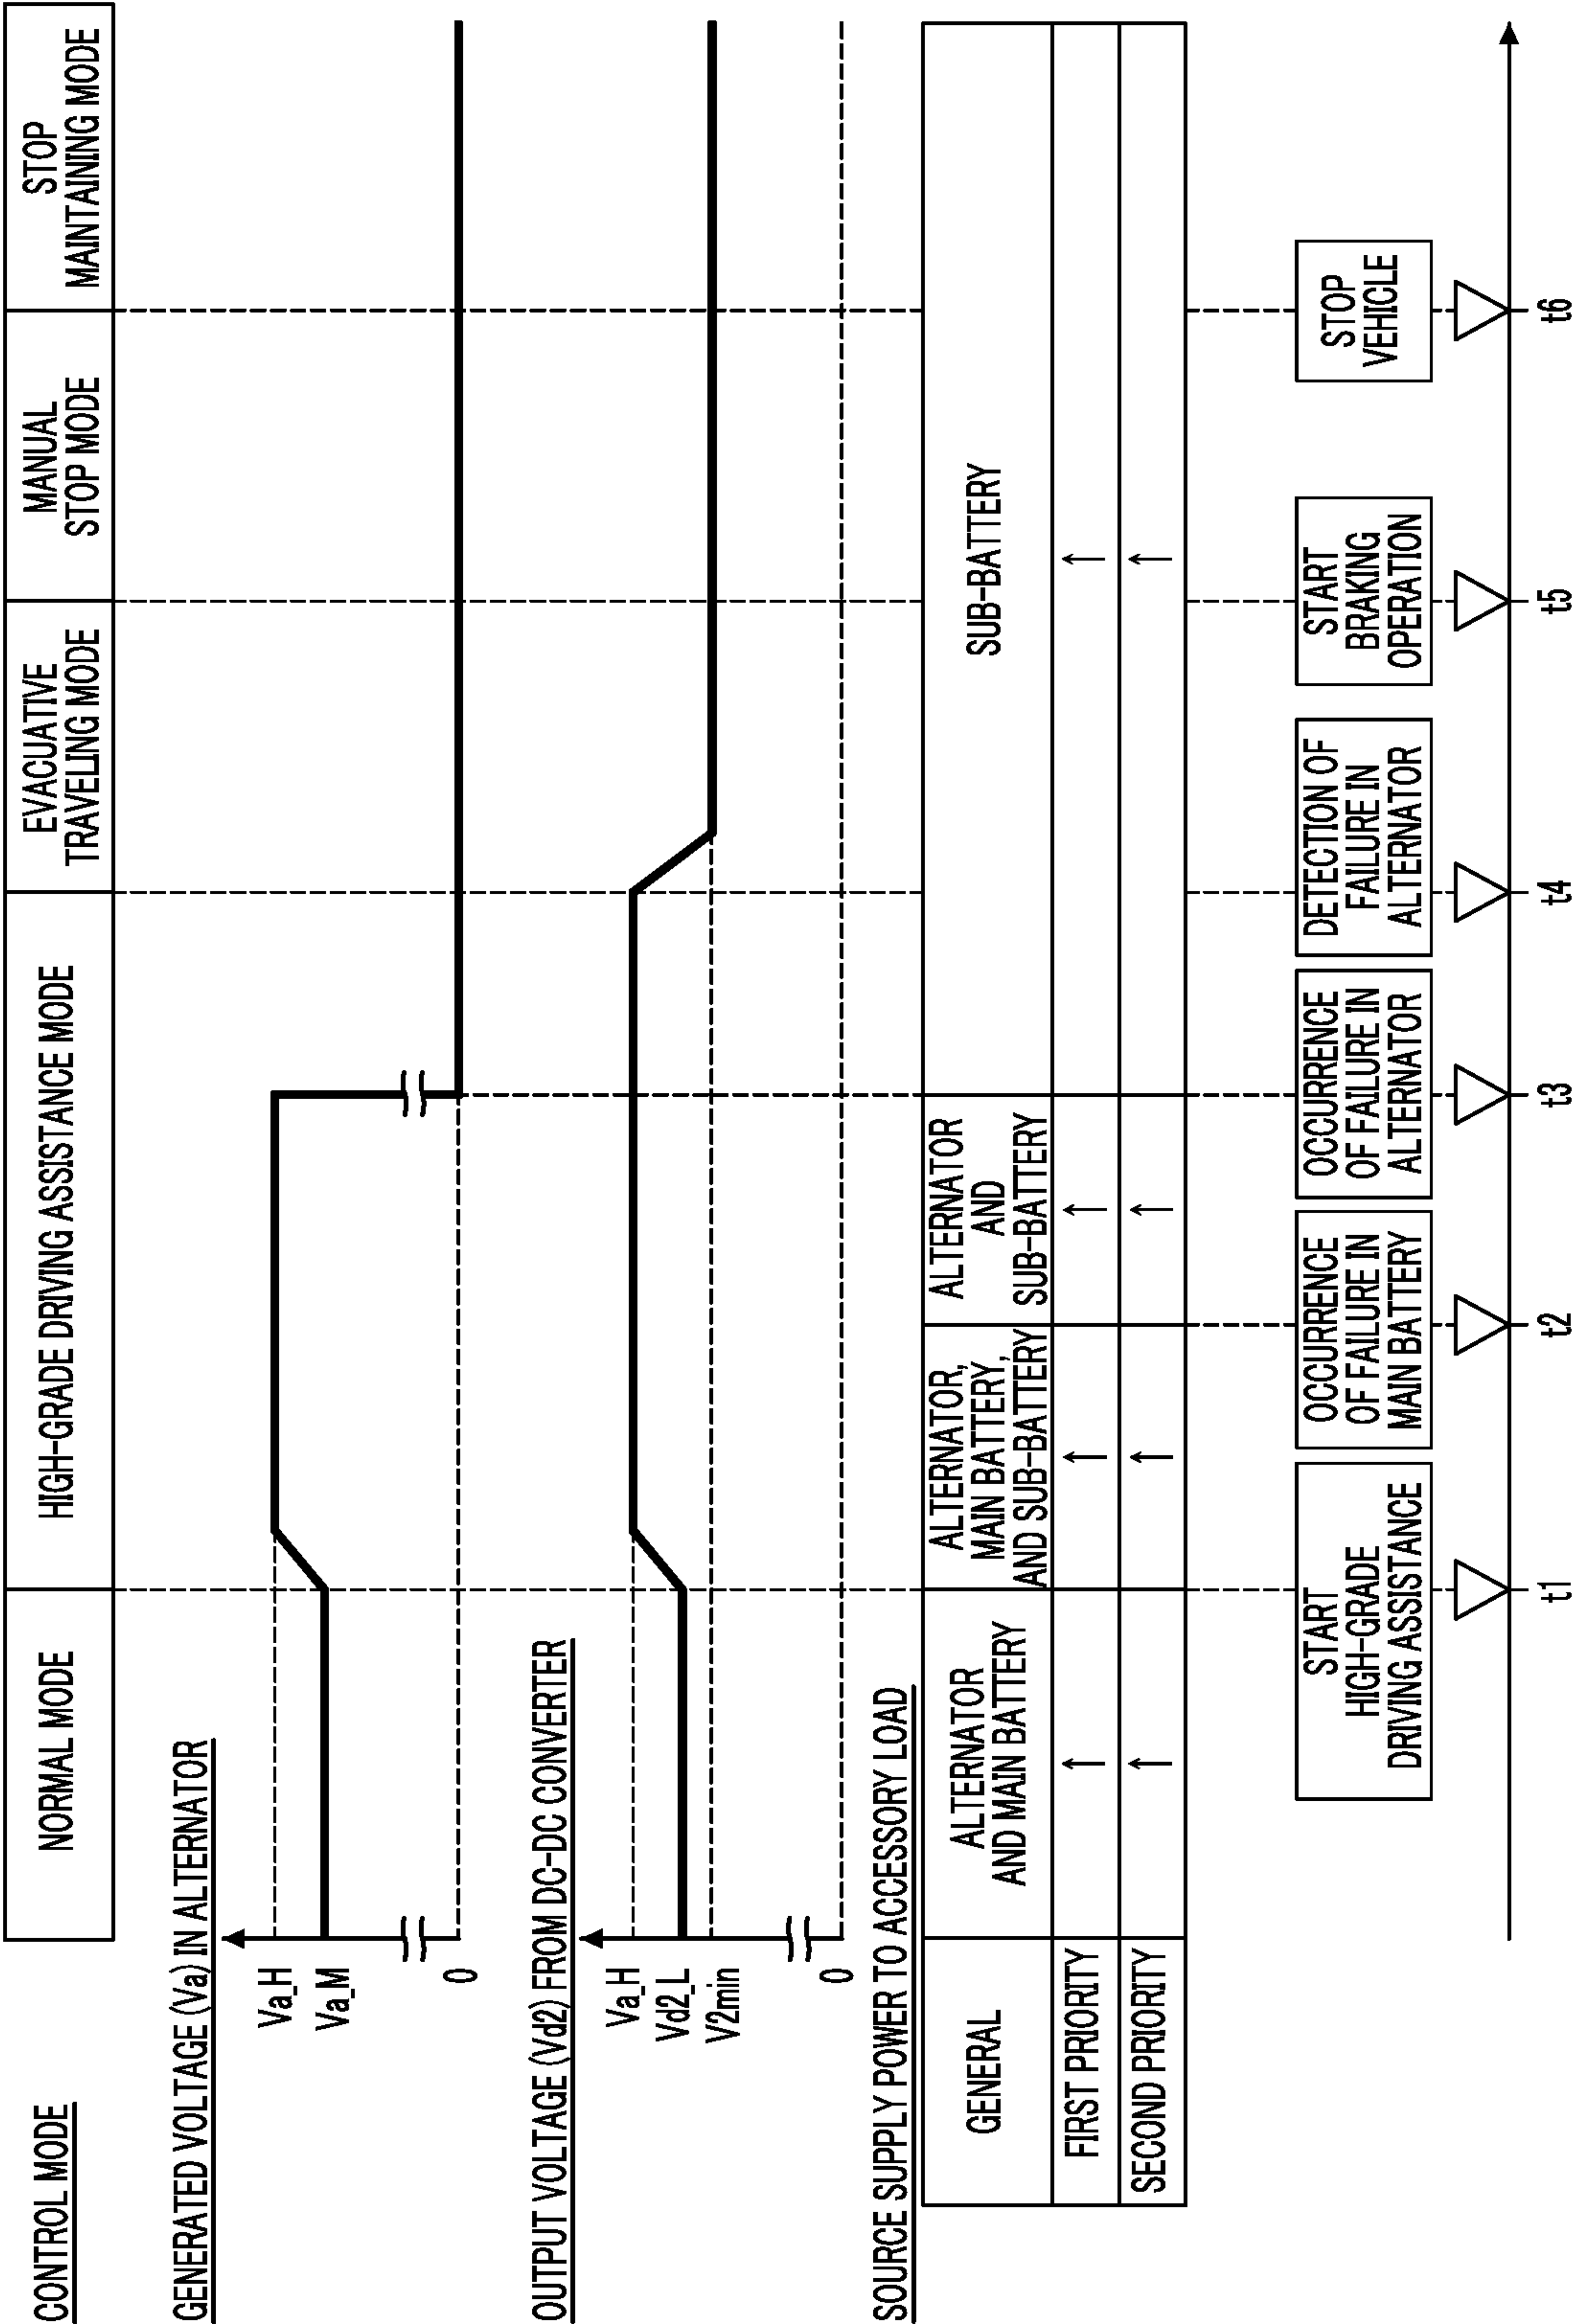 CONTROL MODE
NORMAL MODE
HIGH-GRADE DRIVING ASSISTANCE MODE
EVACUATIVE
TRAVELING MODE
MANUAL
STOP MODE
STOP
MAINTAINING MODE
GENERATED VOLTAGE (Va) IN ALTERNATOR
Va_H
Va_M
0
OUTPUT VOLTAGE (Vd2) FROM DC-DC CONVERTER
Va_H
Vd2_L
V2min
0
SOURCE SUPPLY POWER TO ACCESSORY LOAD
GENERAL
ALTERNATOR
AND MAIN BATTERY
ALTERNATOR,
MAIN BATTERY,
AND SUB-BATTERY
ALTERNATOR
AND
SUB-BATTERY
SUB-BATTERY
FIRST PRIORITY
↑
↑
↑
↑
SECOND PRIORITY
↑
↑
↑
↑
START
HIGH-GRADE
DRIVING ASSISTANCE
OCCURRENCE
OF FAILURE IN
MAIN BATTERY
OCCURRENCE
OF FAILURE IN
ALTERNATOR
DETECTION OF
FAILURE IN
ALTERNATOR
START
BRAKING
OPERATION
STOP
VEHICLE
t1
t2
t3
t4
t5
t6